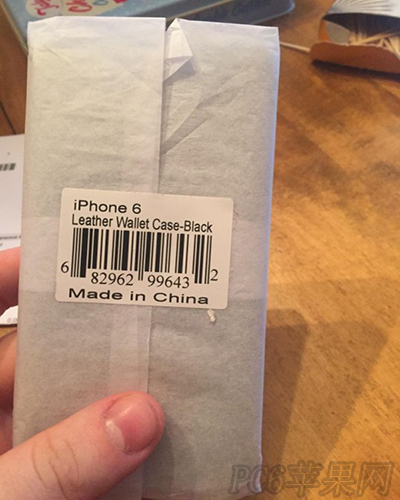 iPhone 6
Leather Wallet Case-Black
6 82962 99643 2
Made in China
PC6苹果网